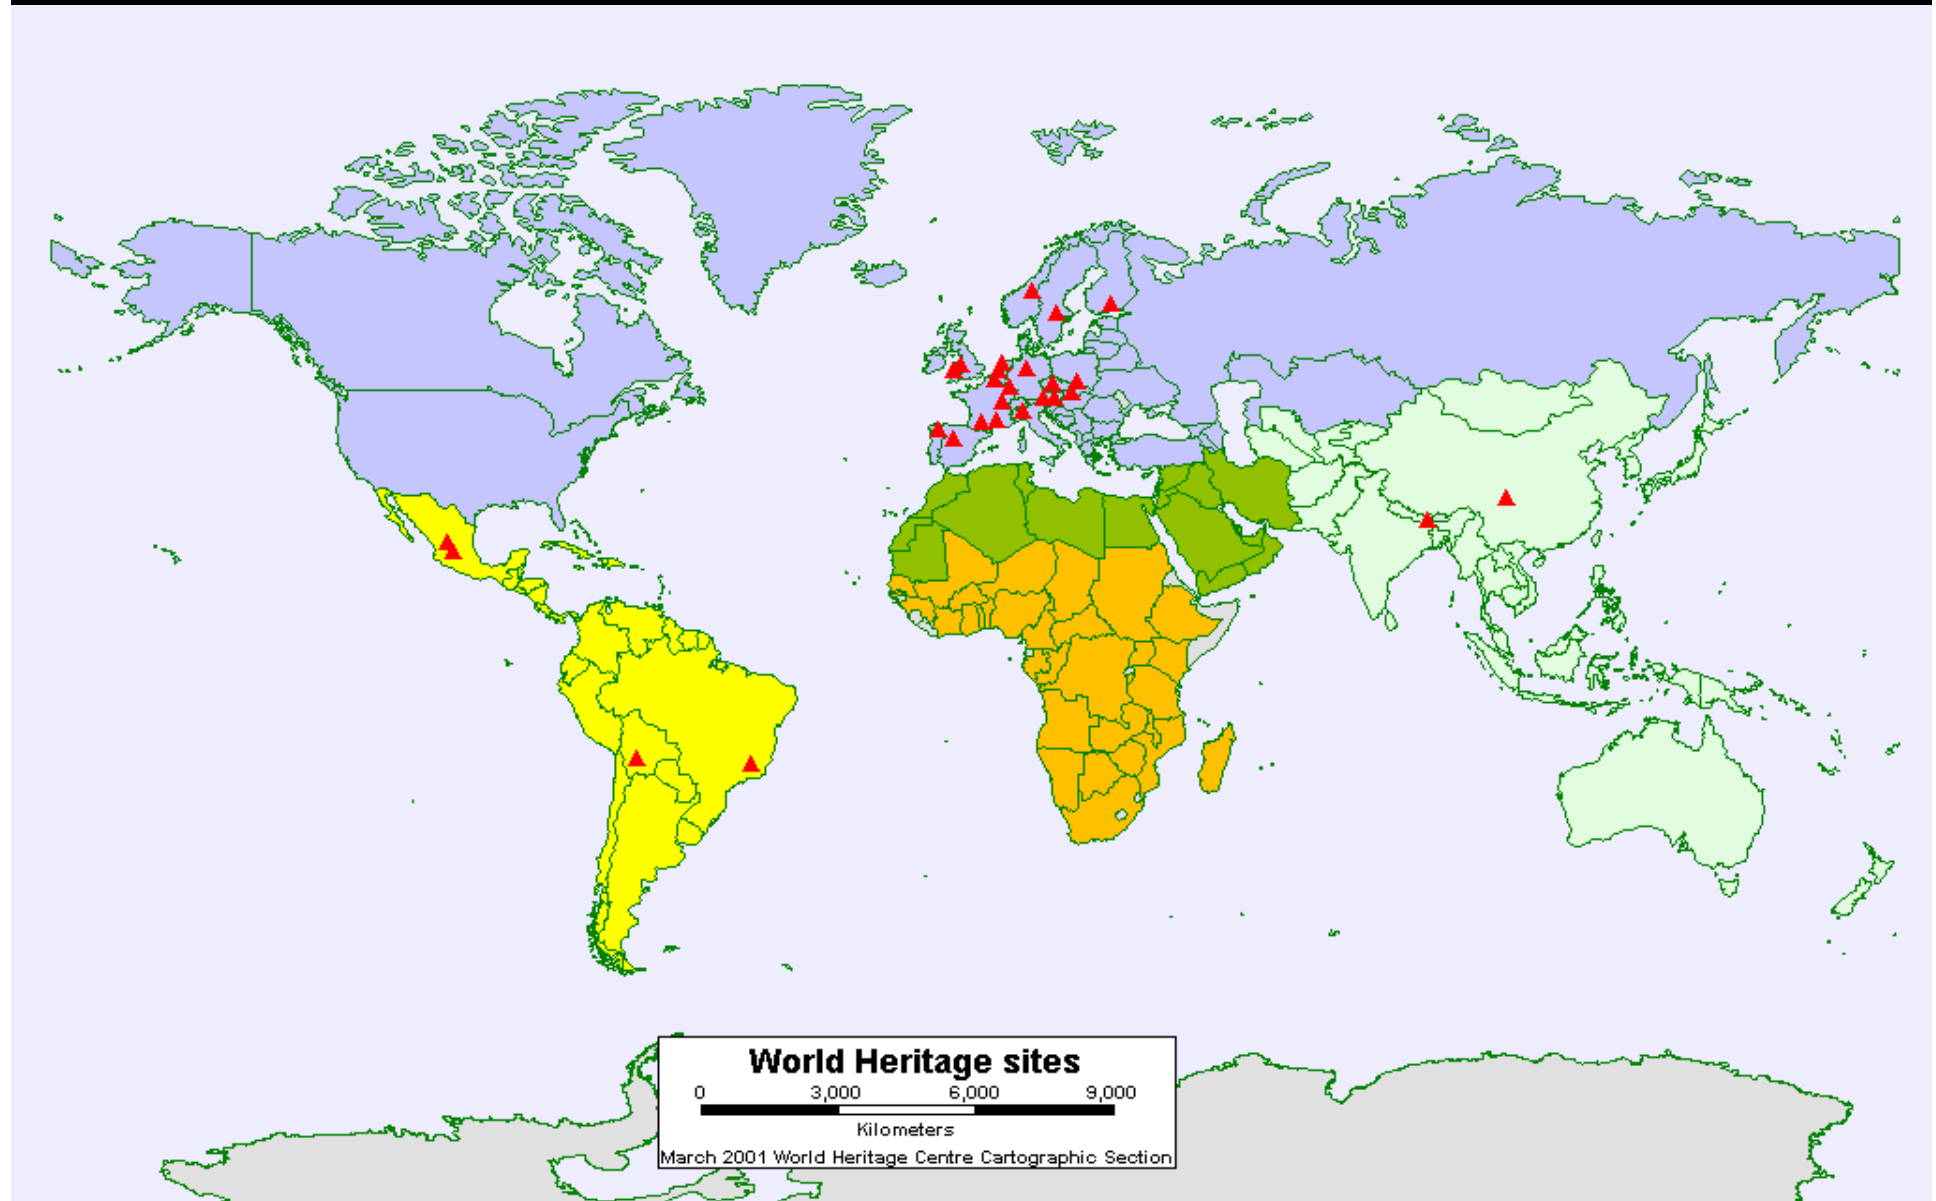 World Heritage sites
0 3,000 6,000 9,000
Kilometers
March 2001 World Heritage Centre Cartographic Section